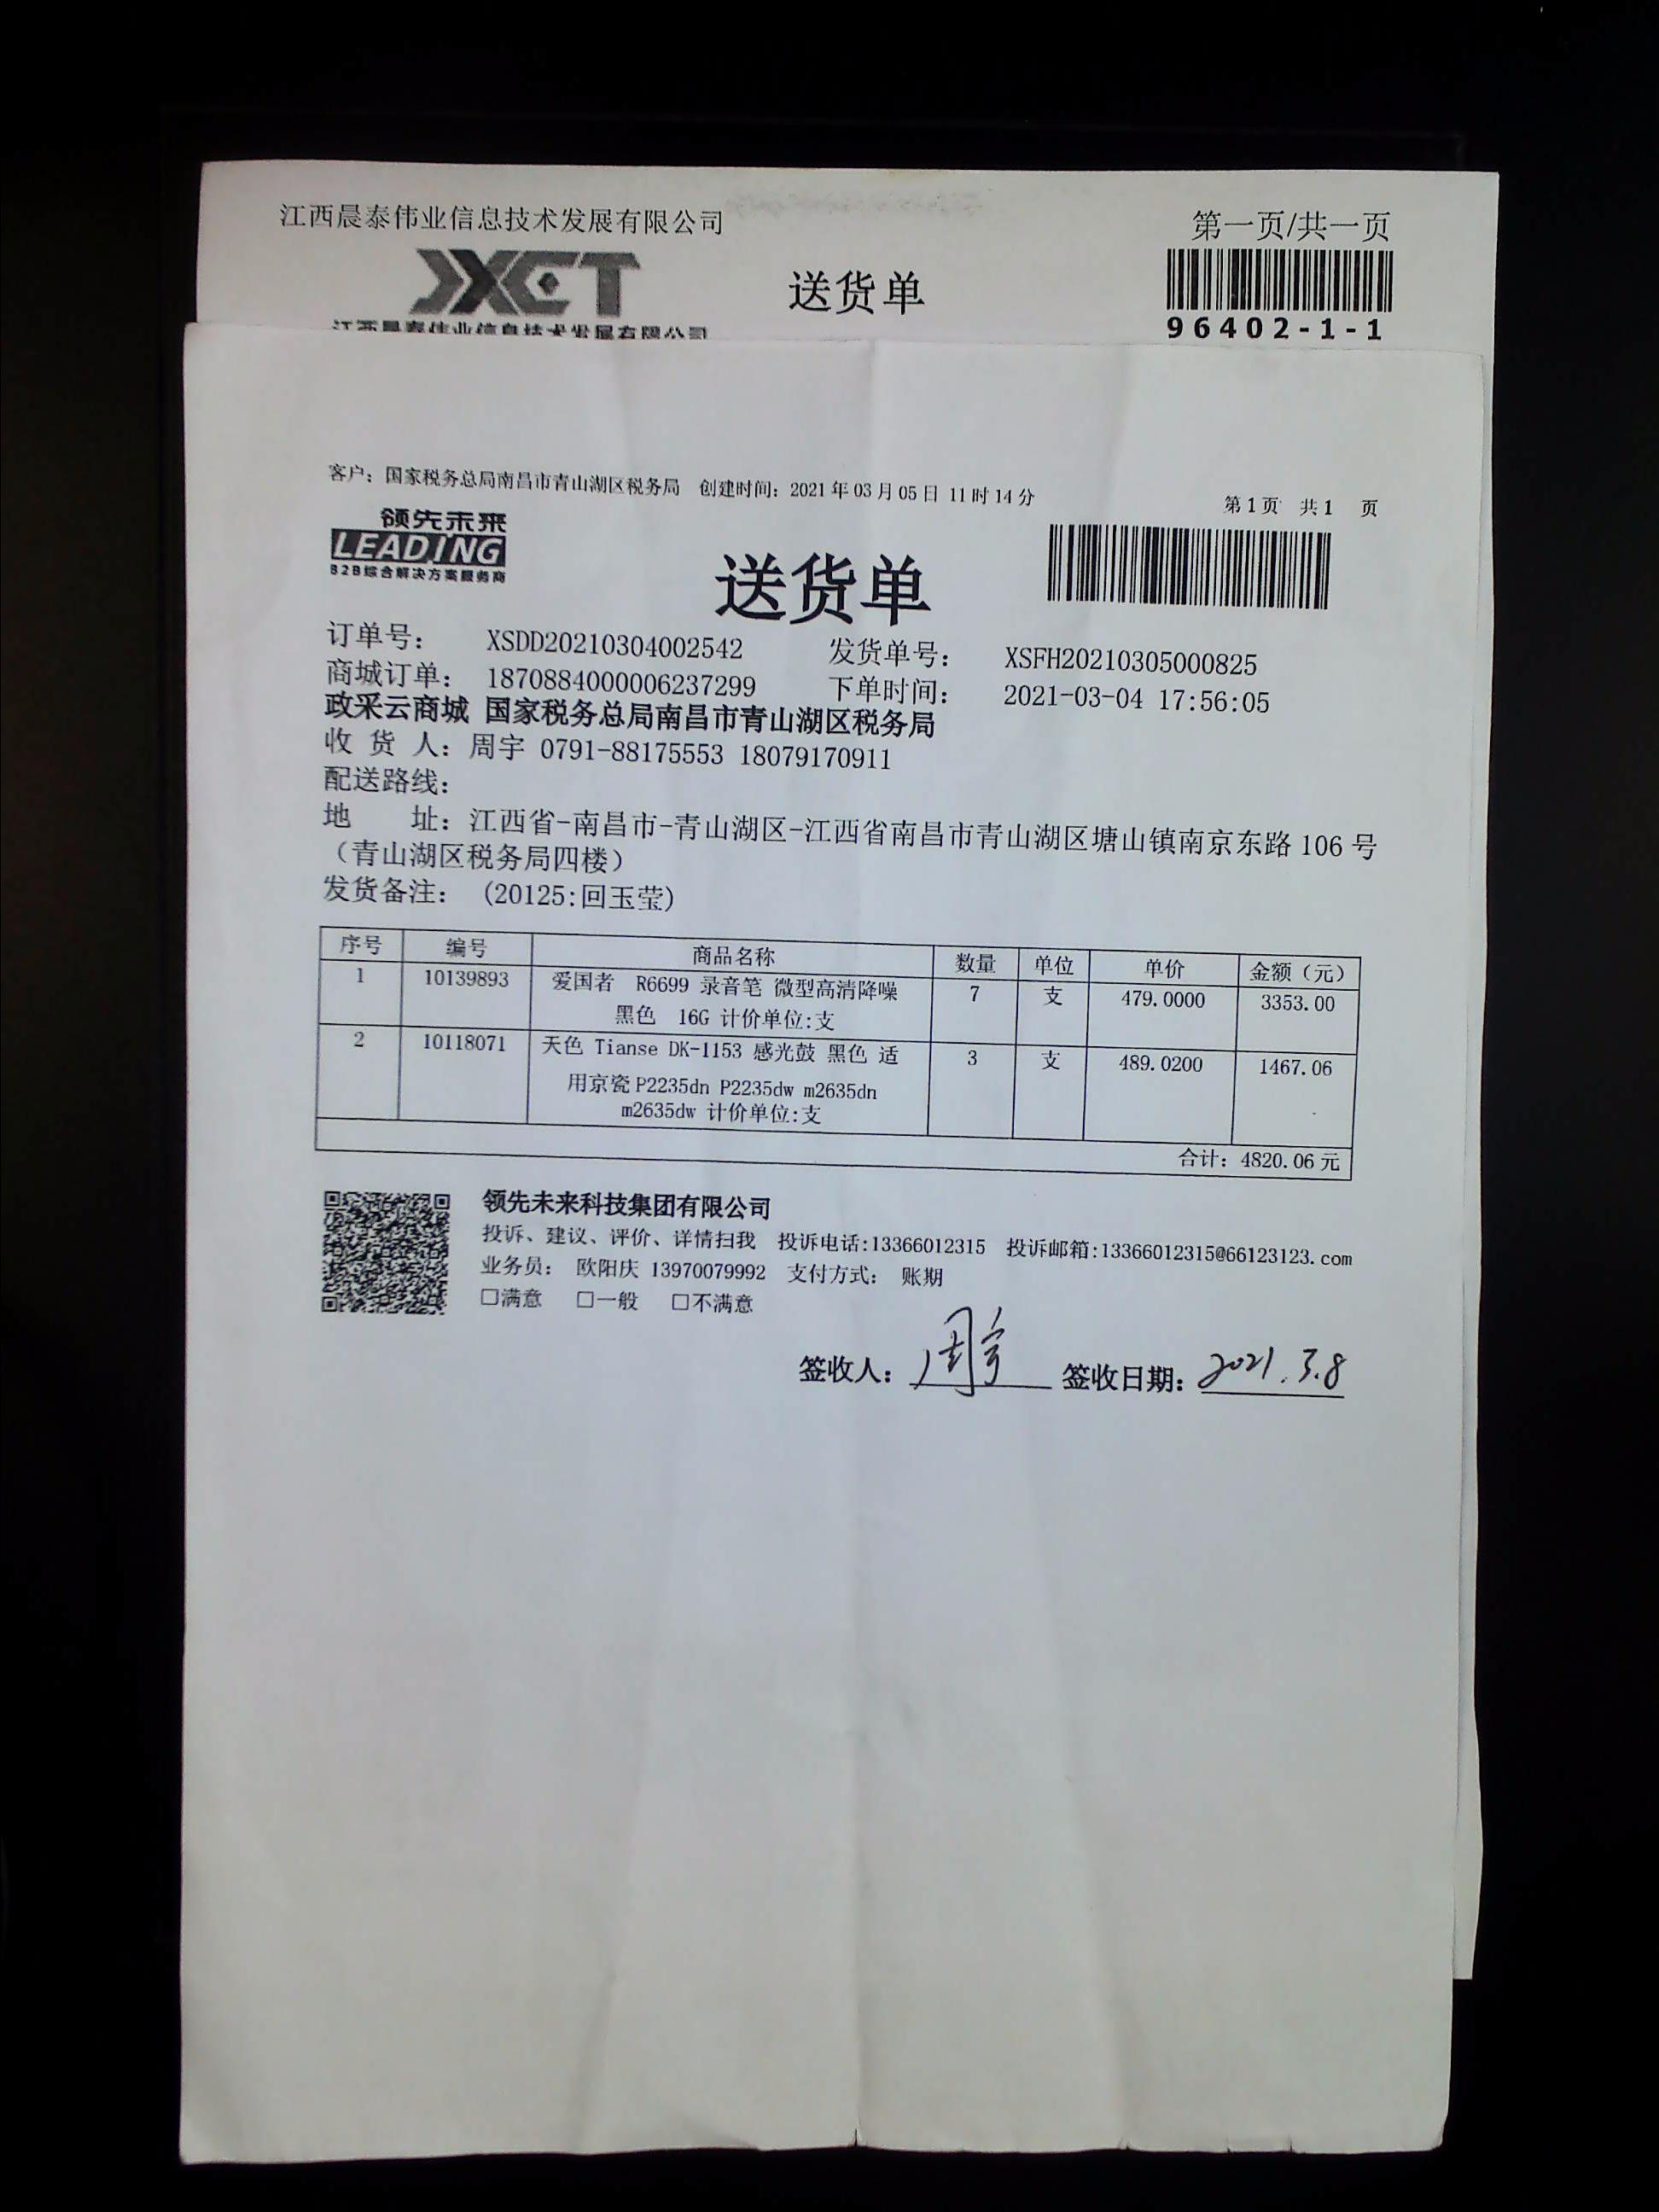 江西晨泰伟业信息技术发展有限公司
第一页/共一页
JXCT
送货单
江西晨泰伟业信息技术发展有限公司
96402-1-1
客户：国家税务总局南昌市青山湖区税务局 创建时间：2021年03月05日 11时14分
第1页 共1 页
领先未来
LEADING
B2B综合解决方案服务商
送货单
订单号： XSDD20210304002542 发货单号： XSFH20210305000825
商城订单： 1870884000006237299 下单时间： 2021-03-04 17:56:05
政采云商城 国家税务总局南昌市青山湖区税务局
收 货 人：周宇 0791-88175553 18079170911
配送路线：
地 址：江西省-南昌市-青山湖区-江西省南昌市青山湖区塘山镇南京东路106号
（青山湖区税务局四楼）
发货备注： (20125:回玉莹)
序号 编号 商品名称 数量 单位 单价 金额（元）
1 10139893 爱国者 R6699 录音笔 微型高清降噪 7 支 479.0000 3353.00
黑色 16G 计价单位:支
2 10118071 天色 Tianse DK-1153 感光鼓 黑色 适 3 支 489.0200 1467.06
用京瓷P2235dn P2235dw m2635dn
m2635dw 计价单位:支
合计：4820.06元
领先未来科技集团有限公司
投诉、建议、评价、详情扫我 投诉电话:13366012315 投诉邮箱:13366012315@66123123.com
业务员： 欧阳庆 13970079992 支付方式： 账期
□满意 □一般 □不满意
签收人：周宇 签收日期：2021.3.8